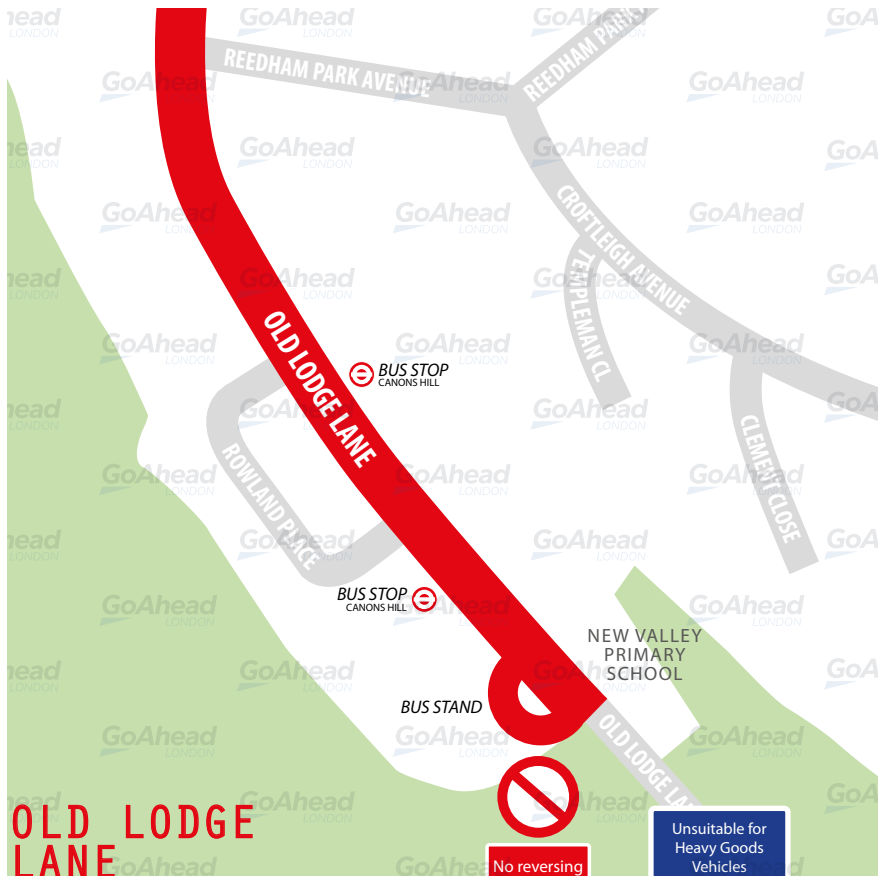 REEDHAM PARK AVENUE
REEDHAM PARK
CROFTLEIGH AVENUE
TEMPLEMAN CL
OLD LODGE LANE
BUS STOP
CANONS HILL
CLEMENT CLOSE
ROWLAND PLACE
BUS STOP
CANONS HILL
NEW VALLEY
PRIMARY
SCHOOL
BUS STAND
OLD LODGE
OLD LODGE
LANE
Unsuitable for
Heavy Goods
Vehicles
No reversing
GoAhead
LONDON